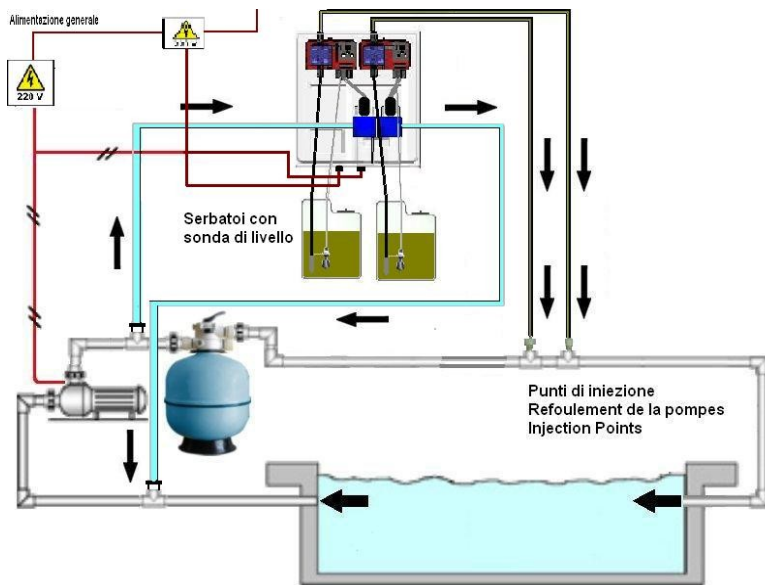 Alimentazione generale
220 V
Serbatoi con
sonda di livello
Punti di iniezione
Refoulement de la pompes
Injection Points